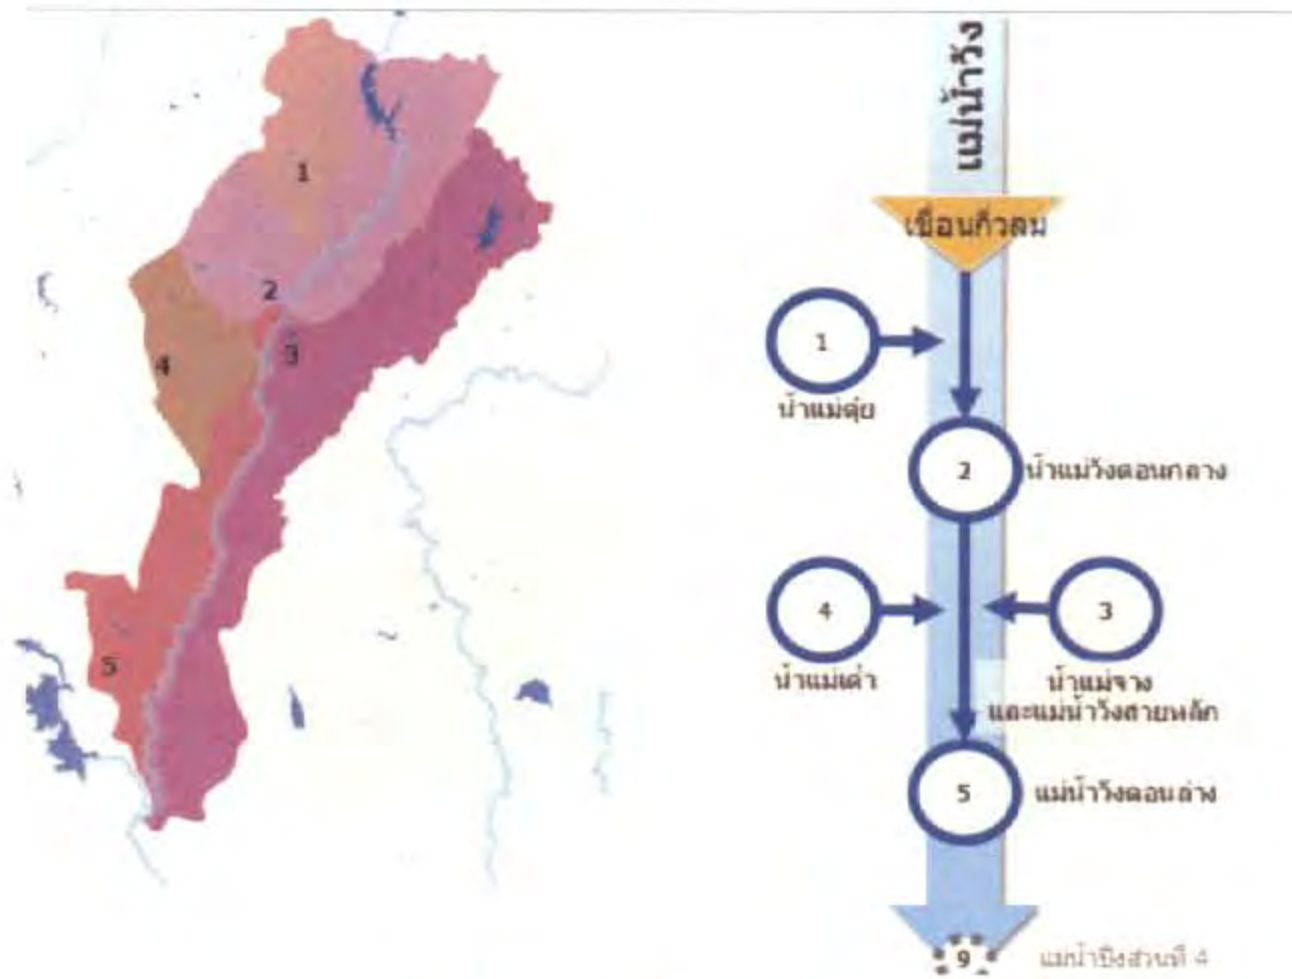 แม่น้ำวัง
เขื่อนกิ่วลม
1
น้ำแม่ตุ๋ย
2
น้ำแม่วังตอนกลาง
4
น้ำแม่เต๋า
3
น้ำแม่จาง
และแม่น้ำวังสายหลัก
5
แม่น้ำวังตอนล่าง
9
แม่น้ำปิงส่วนที่ 4
1
2
3
4
5